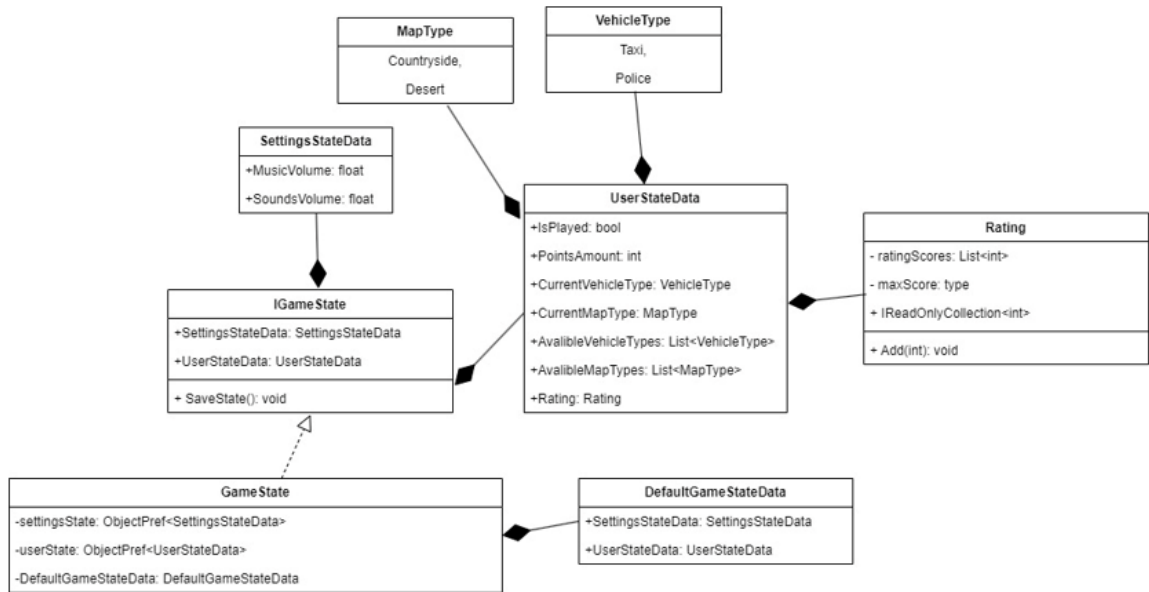 VehicleType
Taxi,
Police
MapType
Countryside,
Desert
SettingsStateData
+MusicVolume: float
+SoundsVolume: float
UserStateData
+IsPlayed: bool
+PointsAmount: int
+CurrentVehicleType: VehicleType
+CurrentMapType: MapType
+AvalibleVehicleTypes: List<VehicleType>
+AvalibleMapTypes: List<MapType>
+Rating: Rating
Rating
- ratingScores: List<int>
- maxScore: type
+ IReadOnlyCollection<int>
+ Add(int): void
IGameState
+SettingsStateData: SettingsStateData
+UserStateData: UserStateData
+ SaveState(): void
GameState
-settingsState: ObjectPref<SettingsStateData>
-userState: ObjectPref<UserStateData>
-DefaultGameStateData: DefaultGameStateData
DefaultGameStateData
+SettingsStateData: SettingsStateData
+UserStateData: UserStateData